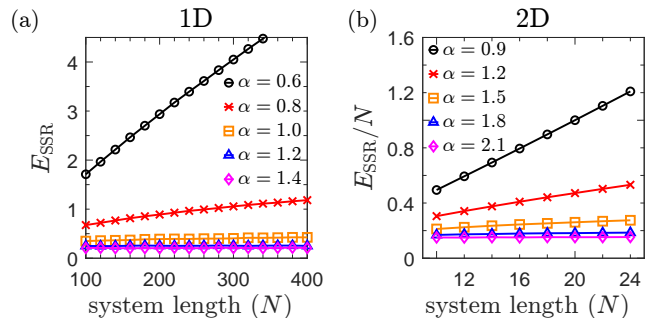 (a) 1D
E_SSR
4
3
2
1
0
α = 0.6
α = 0.8
α = 1.0
α = 1.2
α = 1.4
100 200 300 400
system length (N)
(b) 2D
E_SSR/N
1.6
1.2
0.8
0.4
0
α = 0.9
α = 1.2
α = 1.5
α = 1.8
α = 2.1
12 16 20 24
system length (N)